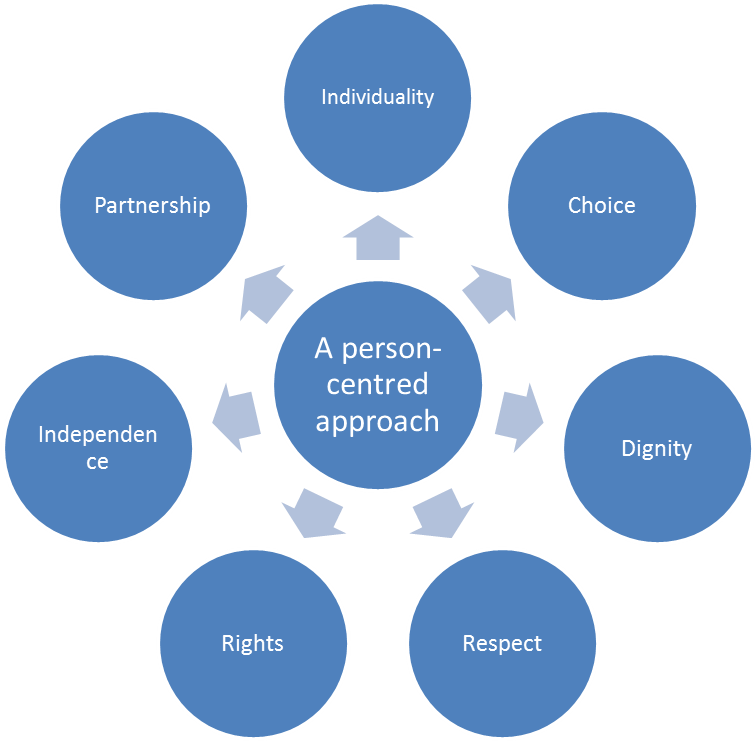 Individuality
Choice
Dignity
Respect
Rights
Independen
ce
Partnership
A person-
centred
approach